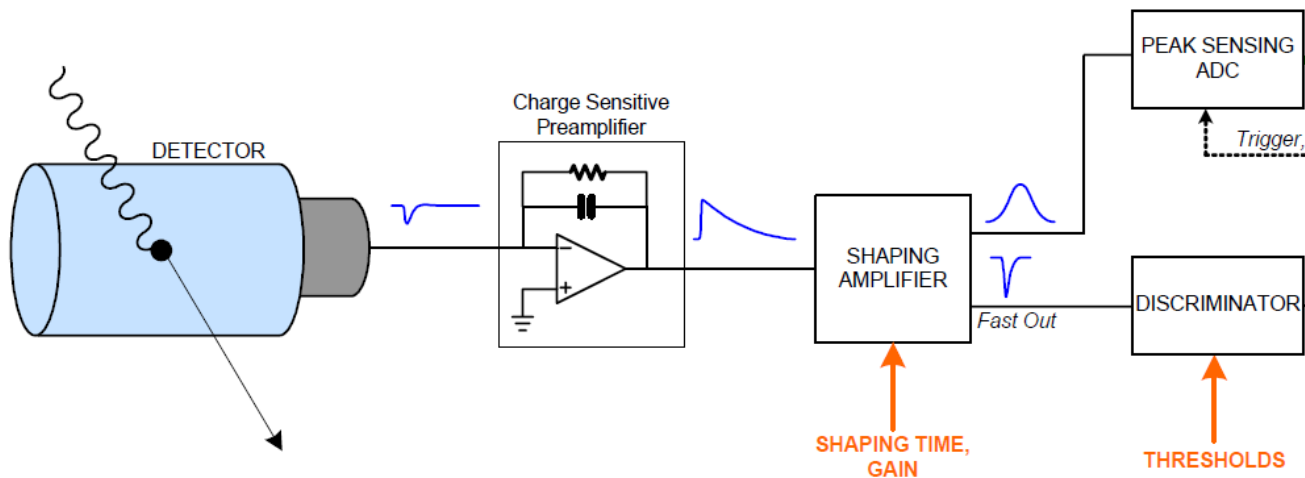 PEAK SENSING
ADC
Trigger,
Charge Sensitive
Preamplifier
DETECTOR
SHAPING
AMPLIFIER
Fast Out
DISCRIMINATOR
SHAPING TIME,
GAIN
THRESHOLDS